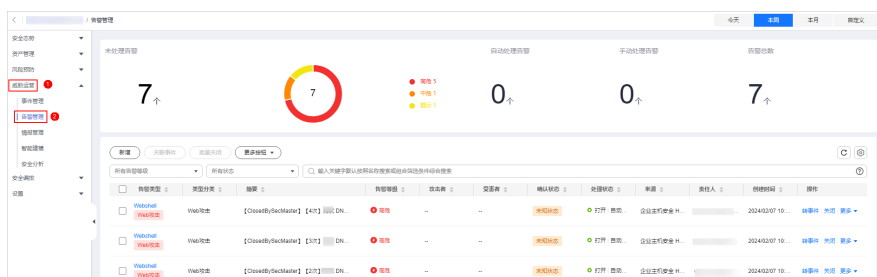 / 告警管理
今天 本周 本月 自定义
安全态势
资产管理
风险预防
威胁运营 1
事件管理
告警管理 2
情报管理
智能建模
安全分析
安全编排
设置
未处理告警 自动处理告警 手动处理告警 告警总数
7个 7 0个 0个 7个
高危 5
中危 1
提示 1
新增 关联事件 批量关闭 更多按钮
所有告警等级 所有状态 输入关键字默认按照名称搜索或组合筛选条件综合搜索
告警类型 类型分类 摘要 告警等级 攻击者 受害者 确认状态 处理状态 来源 责任人 创建时间 操作
Webshell
Web攻击 Web攻击 【ClosedBySecMaster】【4次】 DN... 高危 -- -- 未知状态 打开 自动... 企业主机安全 H... 2024/02/07 10:... 转事件 关闭 更多
Webshell
Web攻击 Web攻击 【ClosedBySecMaster】【3次】 DN... 高危 -- -- 未知状态 打开 自动... 企业主机安全 H... 2024/02/07 10:... 转事件 关闭 更多
Webshell
Web攻击 Web攻击 【ClosedBySecMaster】【2次】 DN... 高危 -- -- 未知状态 打开 自动... 企业主机安全 H... 2024/02/07 10:... 转事件 关闭 更多